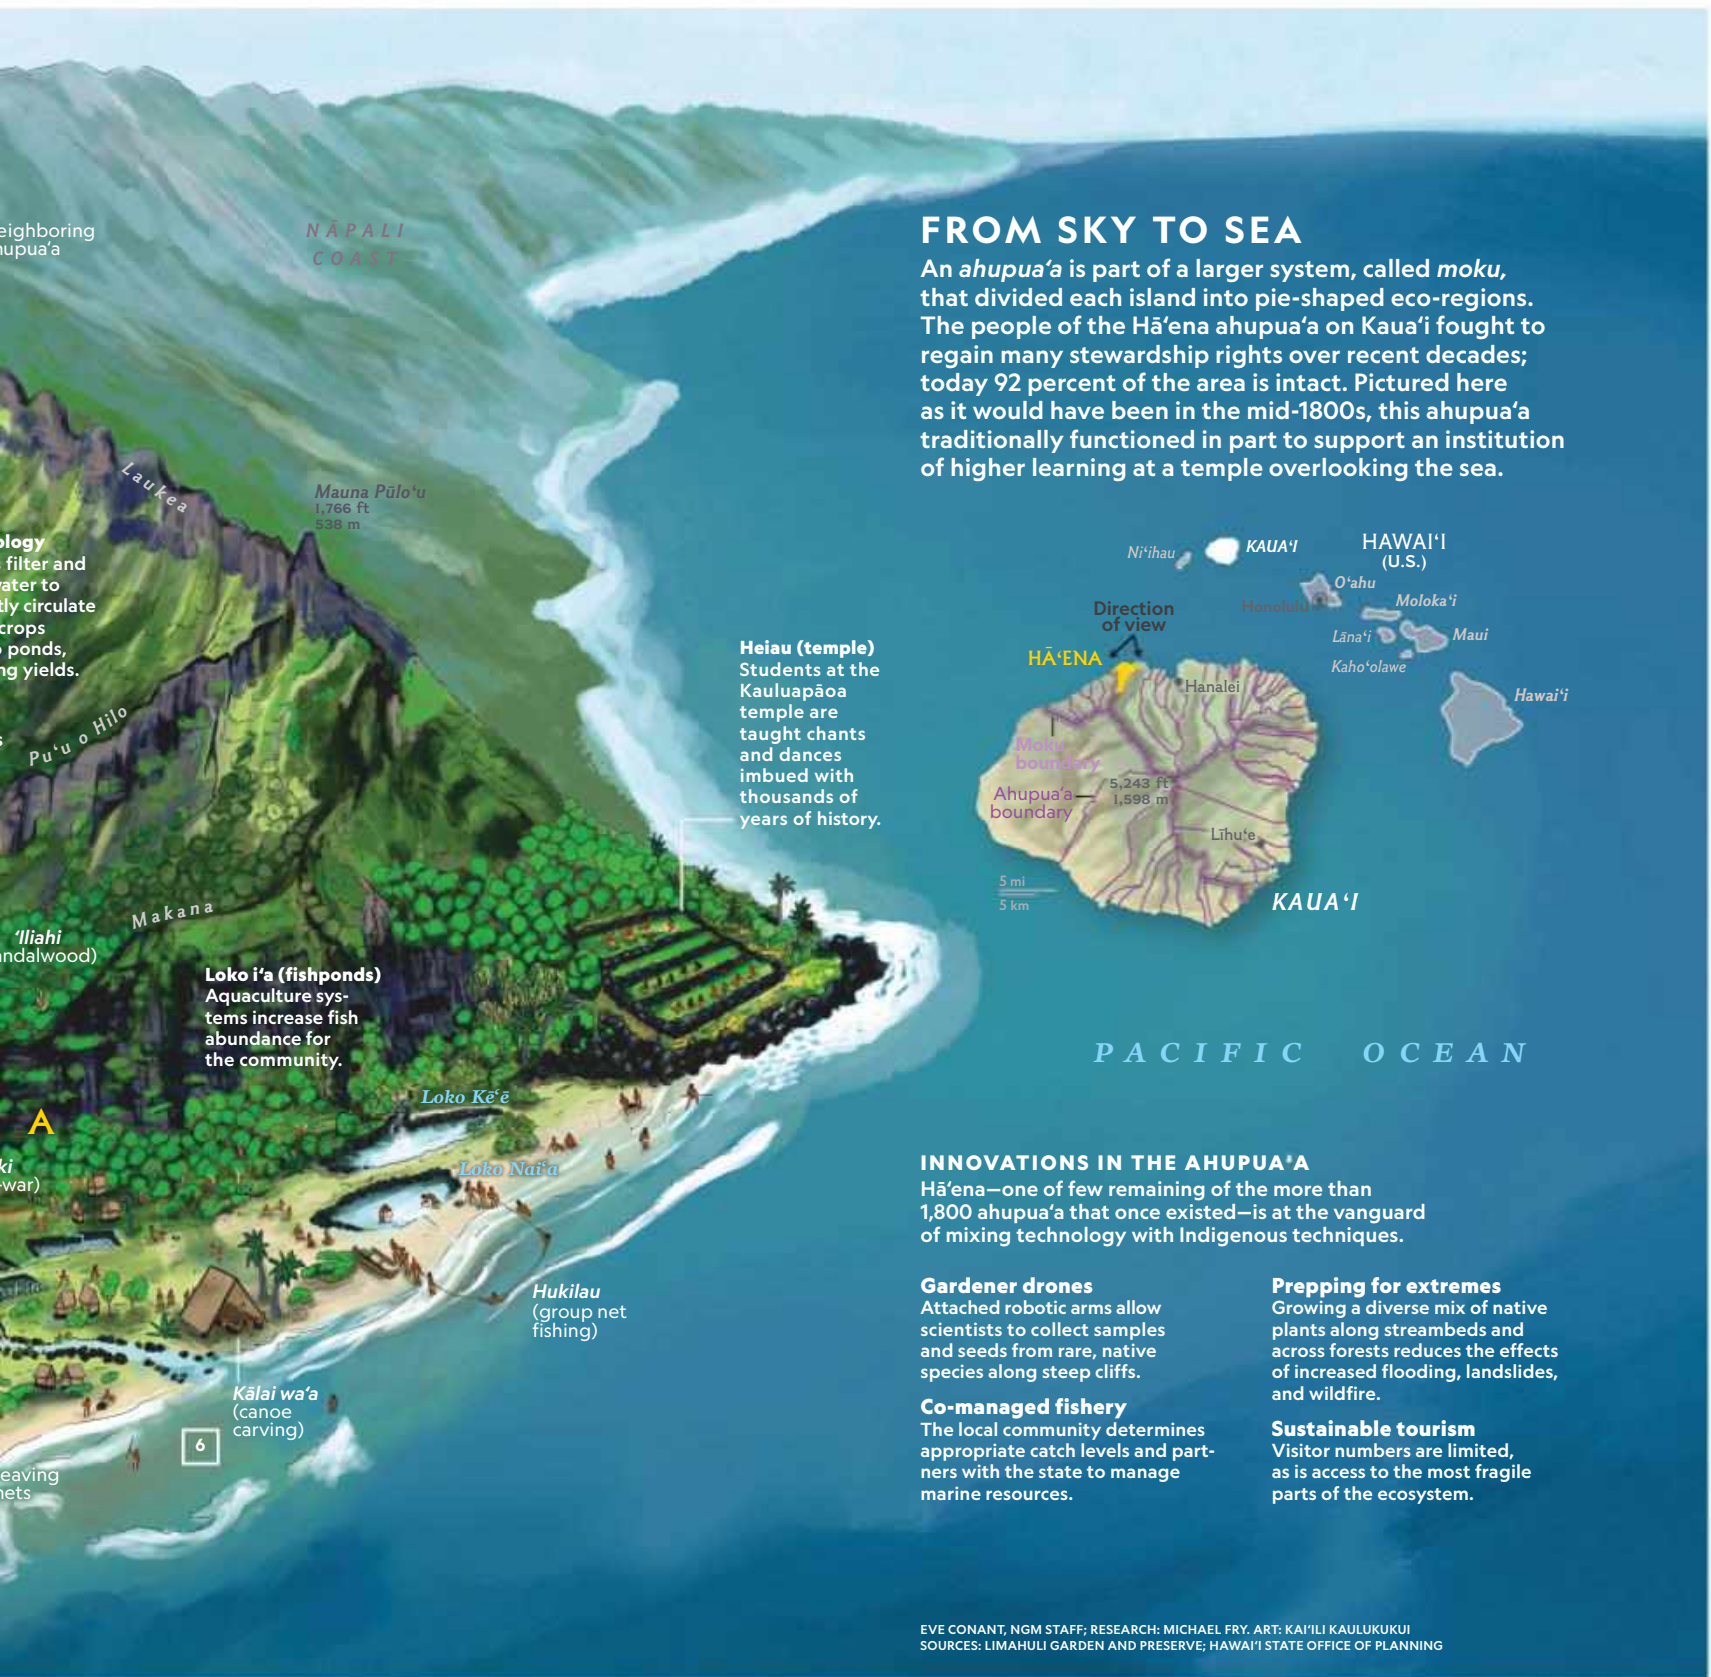 eighboring
upua‘a
NĀPALI
COAST
Laukea
Mauna Pūlo‘u
1,766 ft
538 m
ology
filter and
ater to
tly circulate
crops
ponds,
ng yields.
Pu‘u o Hilo
Makana
‘Iliahi
ndalwood)
Heiau (temple)
Students at the
Kauluapāoa
temple are
taught chants
and dances
imbued with
thousands of
years of history.
Loko i‘a (fishponds)
Aquaculture sys-
tems increase fish
abundance for
the community.
Loko Kē‘ē
Loko Nai‘a
A
ki
-war)
Hukilau
(group net
fishing)
Kālai wa‘a
(canoe
carving)
6
eaving
nets
FROM SKY TO SEA
An ahupua‘a is part of a larger system, called moku,
that divided each island into pie-shaped eco-regions.
The people of the Hā‘ena ahupua‘a on Kaua‘i fought to
regain many stewardship rights over recent decades;
today 92 percent of the area is intact. Pictured here
as it would have been in the mid-1800s, this ahupua‘a
traditionally functioned in part to support an institution
of higher learning at a temple overlooking the sea.
Ni‘ihau
KAUA‘I
HAWAI‘I
(U.S.)
O‘ahu
Honolulu
Moloka‘i
Lāna‘i
Maui
Kaho‘olawe
Hawai‘i
Direction
of view
HĀ‘ENA
Hanalei
Moku
boundary
Ahupua‘a
boundary
5,243 ft
1,598 m
Līhu‘e
5 mi
5 km
KAUA‘I
PACIFIC OCEAN
INNOVATIONS IN THE AHUPUA‘A
Hā‘ena—one of few remaining of the more than
1,800 ahupua‘a that once existed—is at the vanguard
of mixing technology with Indigenous techniques.
Gardener drones
Attached robotic arms allow
scientists to collect samples
and seeds from rare, native
species along steep cliffs.
Co-managed fishery
The local community determines
appropriate catch levels and part-
ners with the state to manage
marine resources.
Prepping for extremes
Growing a diverse mix of native
plants along streambeds and
across forests reduces the effects
of increased flooding, landslides,
and wildfire.
Sustainable tourism
Visitor numbers are limited,
as is access to the most fragile
parts of the ecosystem.
EVE CONANT, NGM STAFF; RESEARCH: MICHAEL FRY. ART: KAI‘ILI KAULUKUKUI
SOURCES: LIMAHULI GARDEN AND PRESERVE; HAWAI‘I STATE OFFICE OF PLANNING